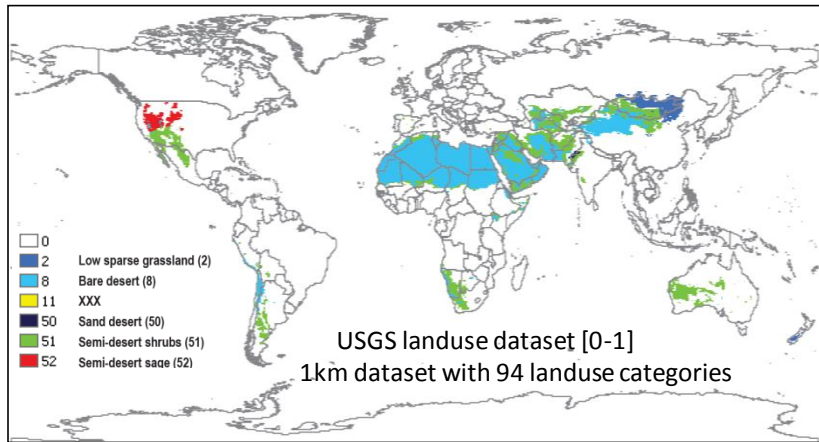 0
2 Low sparse grassland (2)
8 Bare desert (8)
11 XXX
50 Sand desert (50)
51 Semi-desert shrubs (51)
52 Semi-desert sage (52)
USGS landuse dataset [0-1]
1km dataset with 94 landuse categories